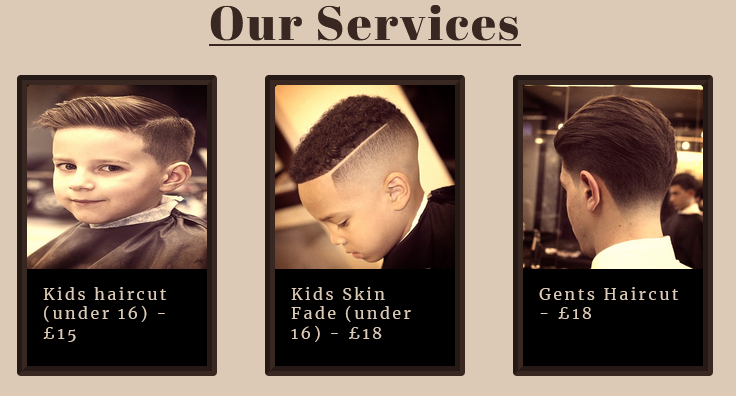 Our Services
Kids haircut
(under 16) -
£15
Kids Skin
Fade (under
16) - £18
Gents Haircut
- £18